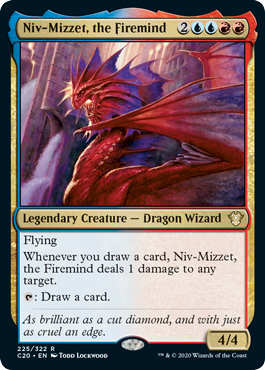 Niv-Mizzet, the Firemind 2
Legendary Creature — Dragon Wizard
Flying
Whenever you draw a card, Niv-Mizzet,
the Firemind deals 1 damage to any
target.
: Draw a card.
As brilliant as a cut diamond, and with just
as cruel an edge.
4/4
225/322 R
C20 • EN Todd Lockwood
™ & © 2020 Wizards of the Coast